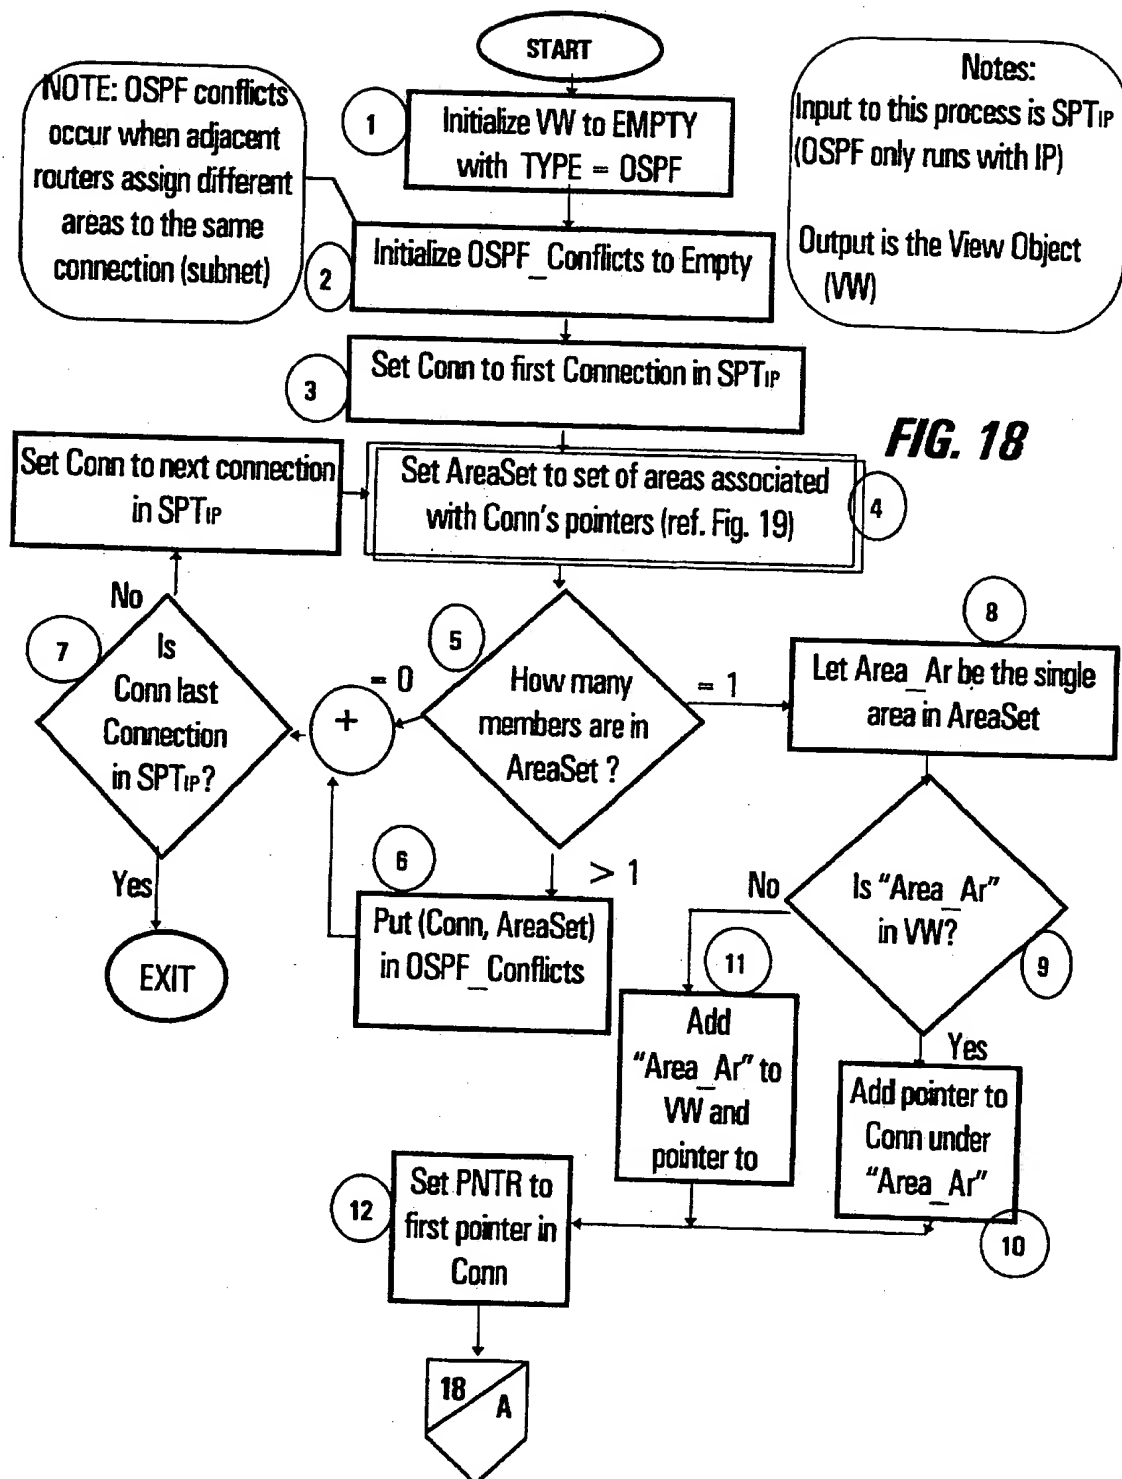 START
NOTE: OSPF conflicts
occur when adjacent
routers assign different
areas to the same
connection (subnet)
1
Initialize VW to EMPTY
with TYPE = OSPF
Notes:
Input to this process is SPTIP
(OSPF only runs with IP)
Output is the View Object
(VW)
2
Initialize OSPF_Conflicts to Empty
3
Set Conn to first Connection in SPTIP
FIG. 18
Set Conn to next connection
in SPTIP
Set AreaSet to set of areas associated
with Conn's pointers (ref. Fig. 19)
4
No
7
Is
Conn last
Connection
in SPTIP?
Yes
EXIT
+
= 0
5
How many
members are in
AreaSet ?
= 1
> 1
6
Put (Conn, AreaSet)
in OSPF_Conflicts
8
Let Area_Ar be the single
area in AreaSet
No
Is "Area_Ar"
in VW?
9
Yes
11
Add
"Area_Ar" to
VW and
pointer to
Add pointer to
Conn under
"Area_Ar"
10
12
Set PNTR to
first pointer in
Conn
18
A